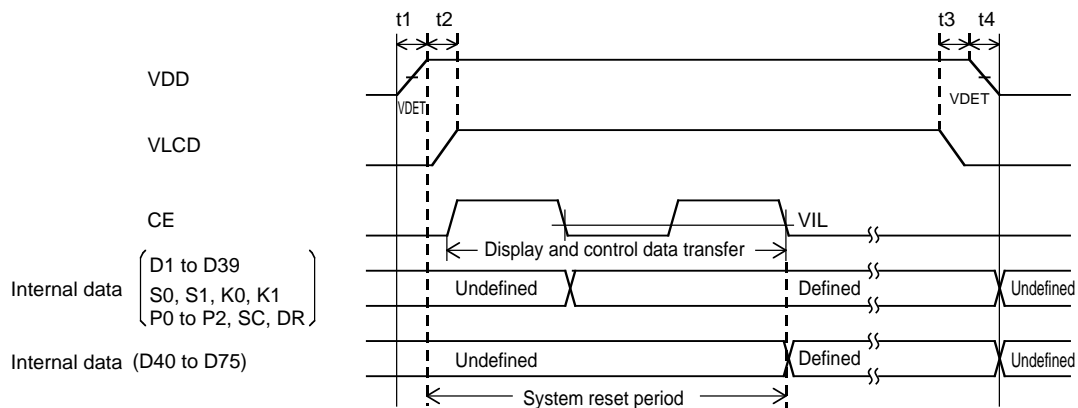 t1 t2 t3 t4
VDD
VDET VDET
VLCD
CE VIL
Display and control data transfer
D1 to D39
Internal data S0, S1, K0, K1 Undefined Defined Undefined
P0 to P2, SC, DR
Internal data (D40 to D75) Undefined Defined Undefined
System reset period